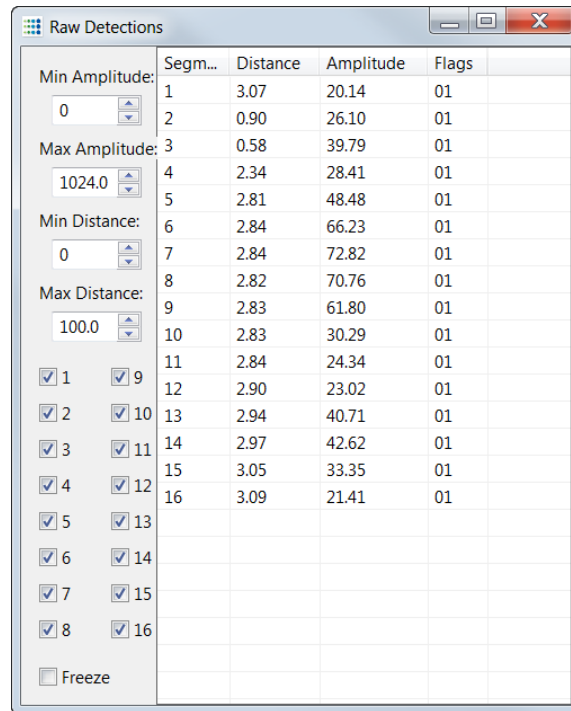 Raw Detections
Min Amplitude:
0
Max Amplitude:
1024.0
Min Distance:
0
Max Distance:
100.0
1 9
2 10
3 11
4 12
5 13
6 14
7 15
8 16
Freeze
Segm... Distance Amplitude Flags
1 3.07 20.14 01
2 0.90 26.10 01
3 0.58 39.79 01
4 2.34 28.41 01
5 2.81 48.48 01
6 2.84 66.23 01
7 2.84 72.82 01
8 2.82 70.76 01
9 2.83 61.80 01
10 2.83 30.29 01
11 2.84 24.34 01
12 2.90 23.02 01
13 2.94 40.71 01
14 2.97 42.62 01
15 3.05 33.35 01
16 3.09 21.41 01